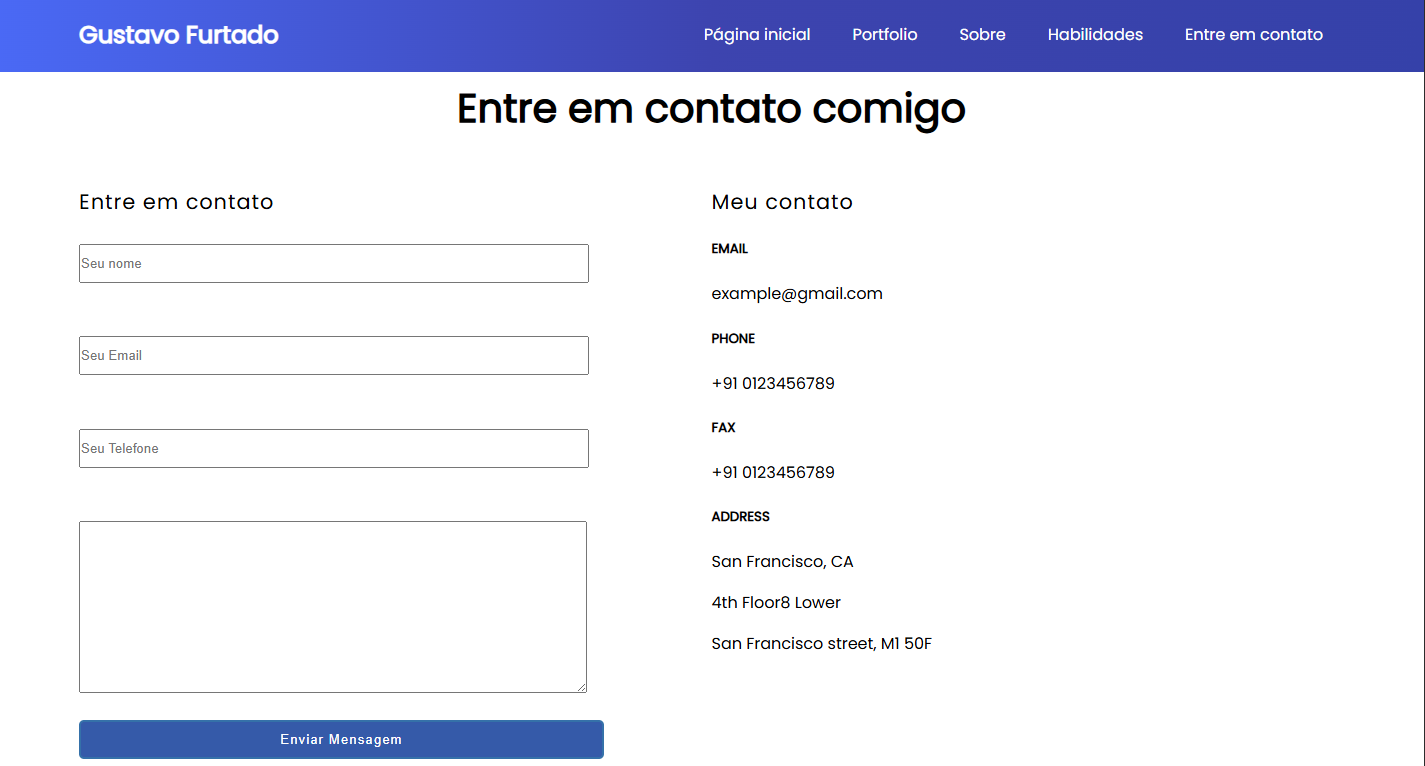 Gustavo Furtado
Página inicial
Portfolio
Sobre
Habilidades
Entre em contato
Entre em contato comigo
Entre em contato
Seu nome
Seu Email
Seu Telefone
Enviar Mensagem
Meu contato
EMAIL
example@gmail.com
PHONE
+91 0123456789
FAX
+91 0123456789
ADDRESS
San Francisco, CA
4th Floor8 Lower
San Francisco street, M1 50F